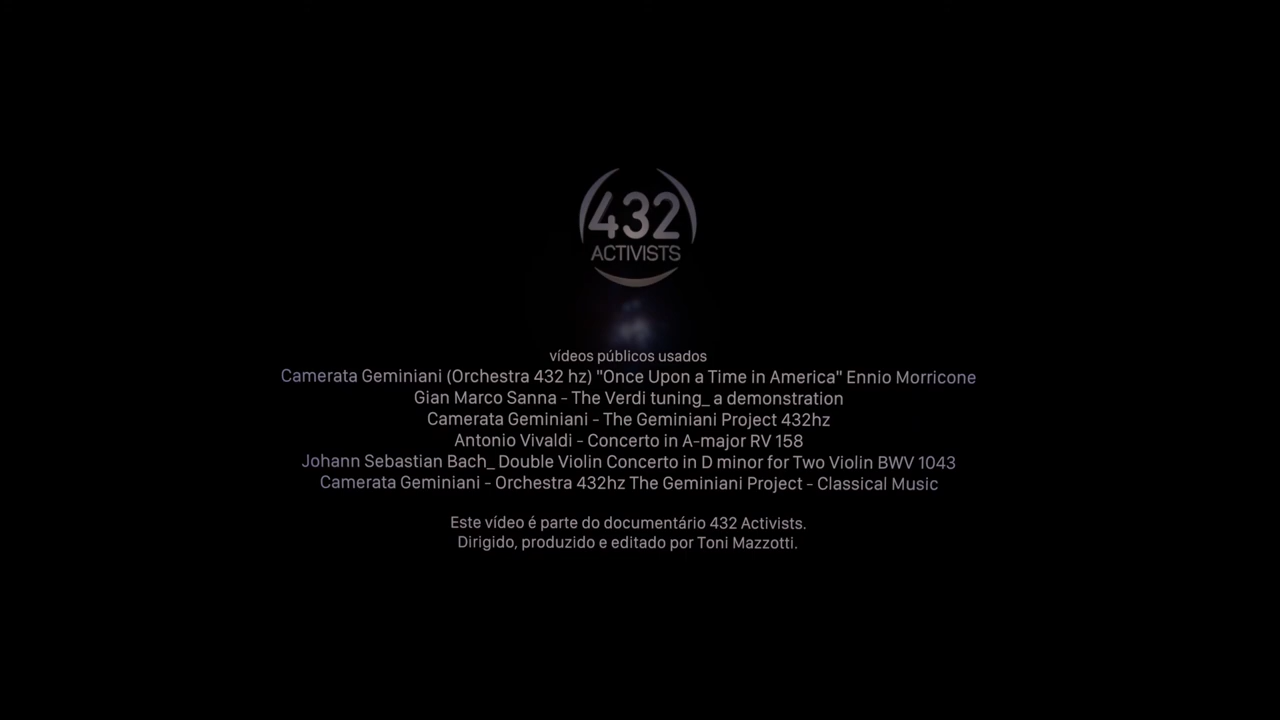 432
ACTIVISTS
vídeos públicos usados
Camerata Geminiani (Orchestra 432 hz) "Once Upon a Time in America" Ennio Morricone
Gian Marco Sanna - The Verdi tuning_ a demonstration
Camerata Geminiani - The Geminiani Project 432hz
Antonio Vivaldi - Concerto in A-major RV 158
Johann Sebastian Bach_ Double Violin Concerto in D minor for Two Violin BWV 1043
Camerata Geminiani - Orchestra 432hz The Geminiani Project - Classical Music
Este vídeo é parte do documentário 432 Activists.
Dirigido, produzido e editado por Toni Mazzotti.